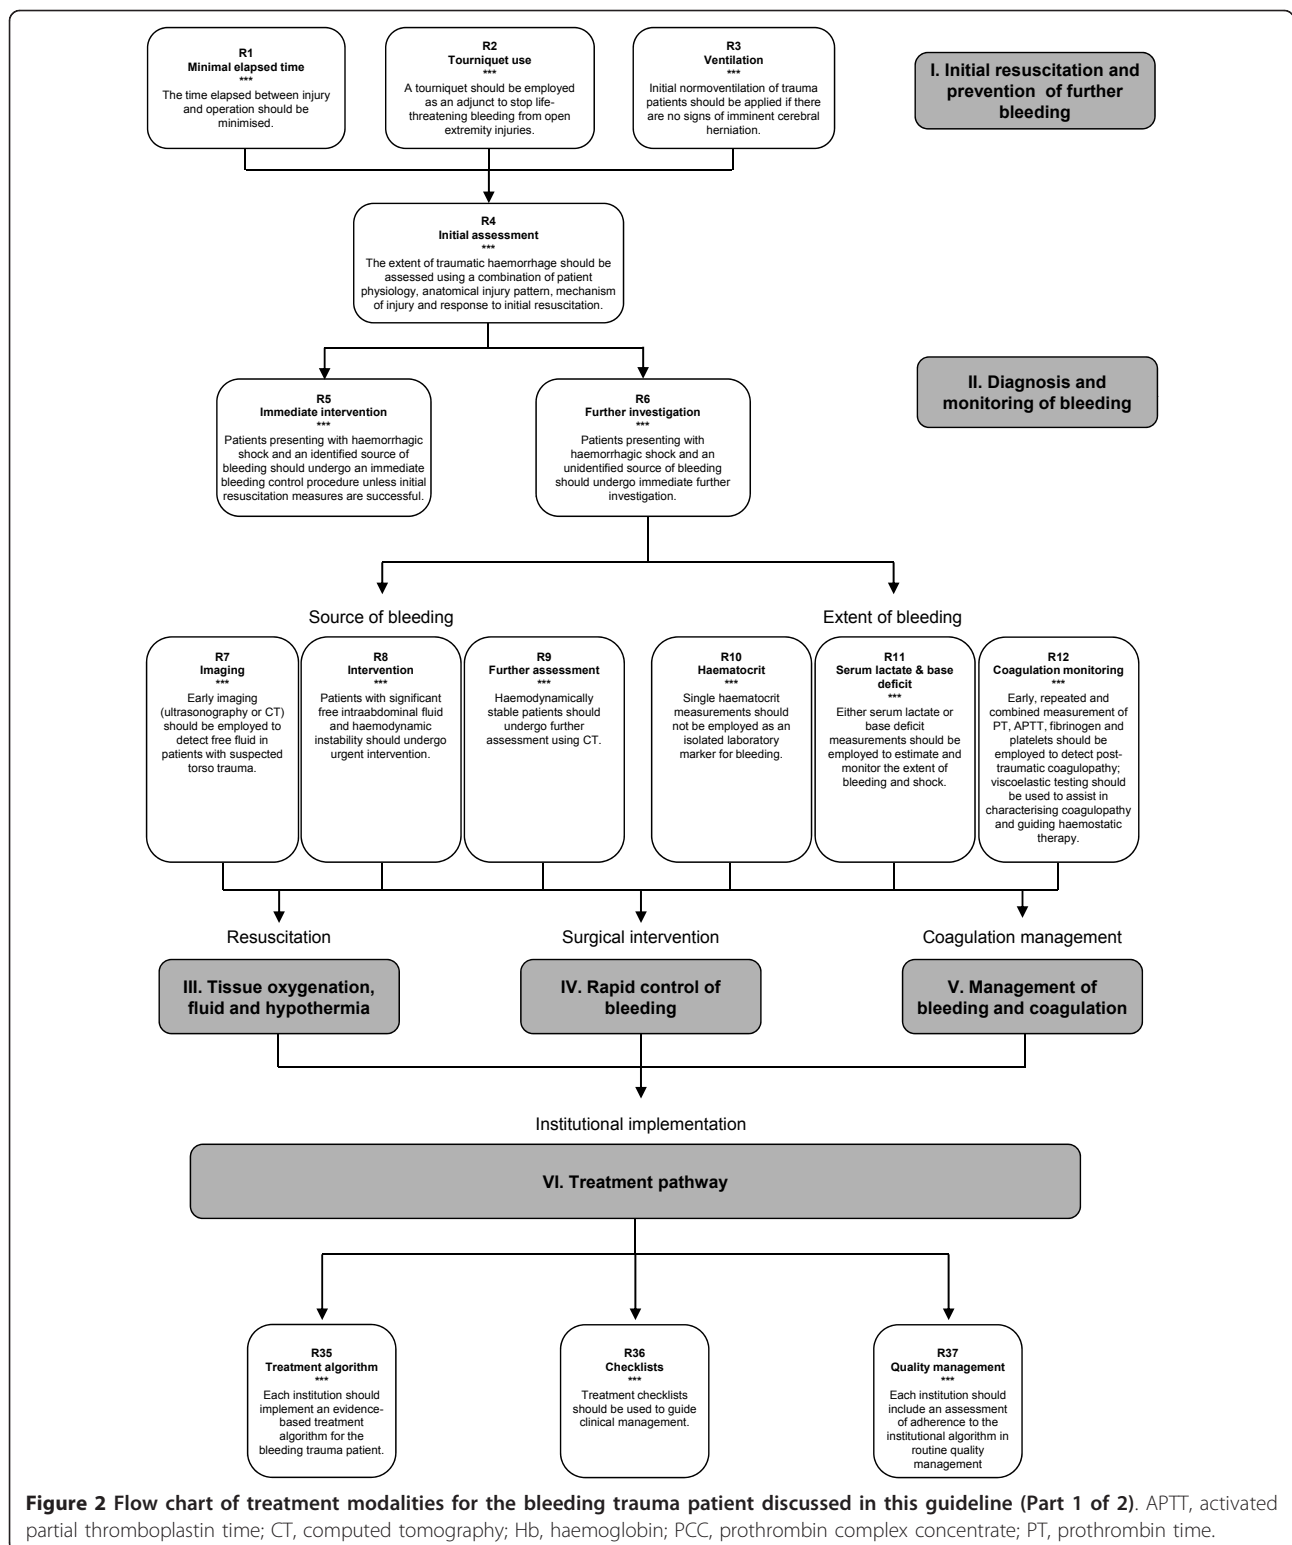 R1
Minimal elapsed time
***
The time elapsed between injury
and operation should be
minimised.
R2
Tourniquet use
***
A tourniquet should be employed
as an adjunct to stop life-
threatening bleeding from open
extremity injuries.
R3
Ventilation
***
Initial normoventilation of trauma
patients should be applied if there
are no signs of imminent cerebral
herniation.
I. Initial resuscitation and
prevention of further
bleeding
R4
Initial assessment
***
The extent of traumatic haemorrhage should be
assessed using a combination of patient
physiology, anatomical injury pattern, mechanism
of injury and response to initial resuscitation.
II. Diagnosis and
monitoring of bleeding
R5
Immediate intervention
***
Patients presenting with haemorrhagic
shock and an identified source of
bleeding should undergo an immediate
bleeding control procedure unless initial
resuscitation measures are successful.
R6
Further investigation
***
Patients presenting with
haemorrhagic shock and an
unidentified source of bleeding
should undergo immediate further
investigation.
Source of bleeding
Extent of bleeding
R7
Imaging
***
Early imaging
(ultrasonography or CT)
should be employed to
detect free fluid in
patients with suspected
torso trauma.
R8
Intervention
***
Patients with significant
free intraabdominal fluid
and haemodynamic
instability should undergo
urgent intervention.
R9
Further assessment
***
Haemodynamically
stable patients should
undergo further
assessment using CT.
R10
Haematocrit
***
Single haematocrit
measurements should
not be employed as an
isolated laboratory
marker for bleeding.
R11
Serum lactate & base
deficit
***
Either serum lactate or
base deficit
measurements should be
employed to estimate and
monitor the extent of
bleeding and shock.
R12
Coagulation monitoring
***
Early, repeated and
combined measurement of
PT, APTT, fibrinogen and
platelets should be
employed to detect post-
traumatic coagulopathy;
viscoelastic testing should
be used to assist in
characterising coagulopathy
and guiding haemostatic
therapy.
Resuscitation
Surgical intervention
Coagulation management
III. Tissue oxygenation,
fluid and hypothermia
IV. Rapid control of
bleeding
V. Management of
bleeding and coagulation
Institutional implementation
VI. Treatment pathway
R35
Treatment algorithm
***
Each institution should
implement an evidence-
based treatment
algorithm for the
bleeding trauma patient.
R36
Checklists
***
Treatment checklists
should be used to guide
clinical management.
R37
Quality management
***
Each institution should
include an assessment
of adherence to the
institutional algorithm in
routine quality
management
Figure 2 Flow chart of treatment modalities for the bleeding trauma patient discussed in this guideline (Part 1 of 2). APTT, activated
partial thromboplastin time; CT, computed tomography; Hb, haemoglobin; PCC, prothrombin complex concentrate; PT, prothrombin time.